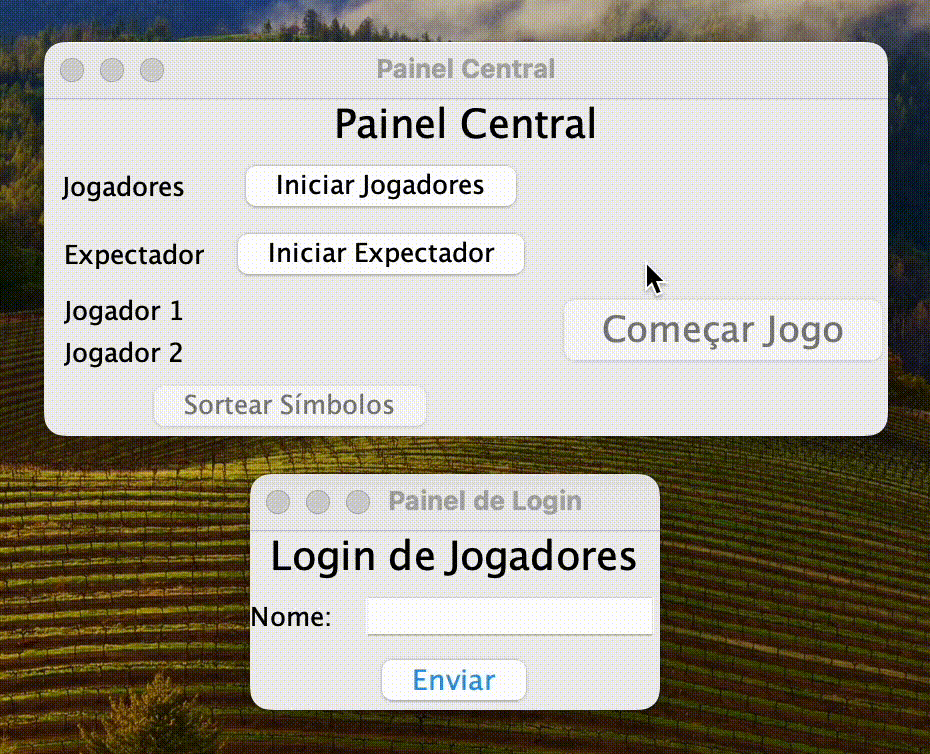 Painel Central
Painel Central
Jogadores Iniciar Jogadores
Expectador Iniciar Expectador
Jogador 1
Começar Jogo
Jogador 2
Sortear Símbolos
Painel de Login
Login de Jogadores
Nome:
Enviar